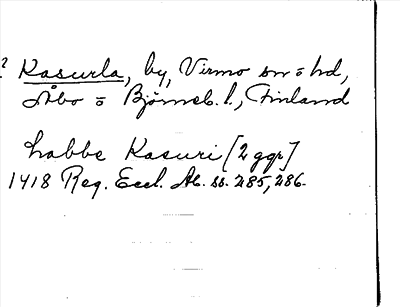 ? Kasurla, by, Virmo sn o hd,
Åbo o Björneb. l., Finland
Labbe Kasuri [2 ggr]
1418 Reg. Eccl. Ab. ss. 285, 286.